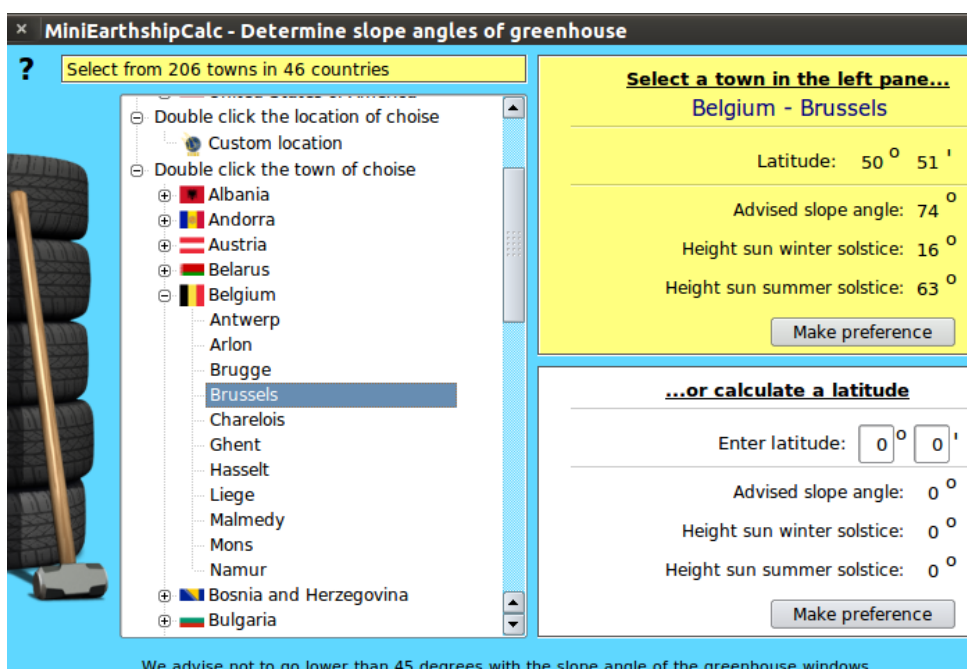 × MiniEarthshipCalc - Determine slope angles of greenhouse
?
Select from 206 towns in 46 countries
United States of America
Double click the location of choise
Custom location
Double click the town of choise
Albania
Andorra
Austria
Belarus
Belgium
Antwerp
Arlon
Brugge
Brussels
Charelois
Ghent
Hasselt
Liege
Malmedy
Mons
Namur
Bosnia and Herzegovina
Bulgaria
Select a town in the left pane...
Belgium - Brussels
Latitude: 50 o 51 '
Advised slope angle: 74 o
Height sun winter solstice: 16 o
Height sun summer solstice: 63 o
Make preference
...or calculate a latitude
Enter latitude: 0 o 0 '
Advised slope angle: 0 o
Height sun winter solstice: 0 o
Height sun summer solstice: 0 o
Make preference
We advise not to go lower than 45 degrees with the slope angle of the greenhouse windows